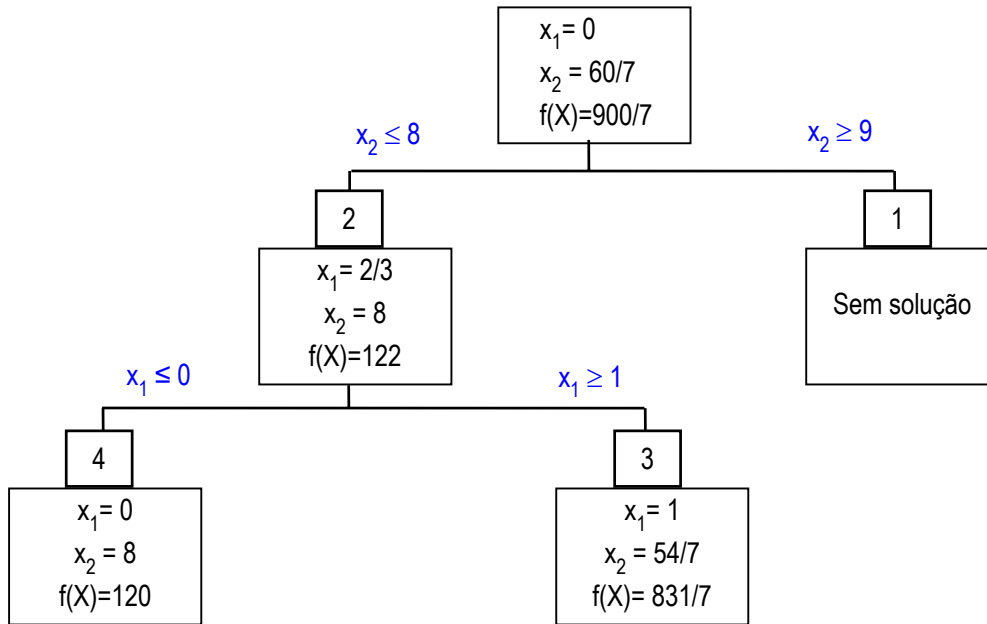 x₁= 0
x₂ = 60/7
f(X)=900/7
x₂ ≤ 8
x₂ ≥ 9
2
1
x₁= 2/3
x₂ = 8
f(X)=122
Sem solução
x₁ ≤ 0
x₁ ≥ 1
4
3
x₁= 0
x₂ = 8
f(X)=120
x₁= 1
x₂ = 54/7
f(X)= 831/7